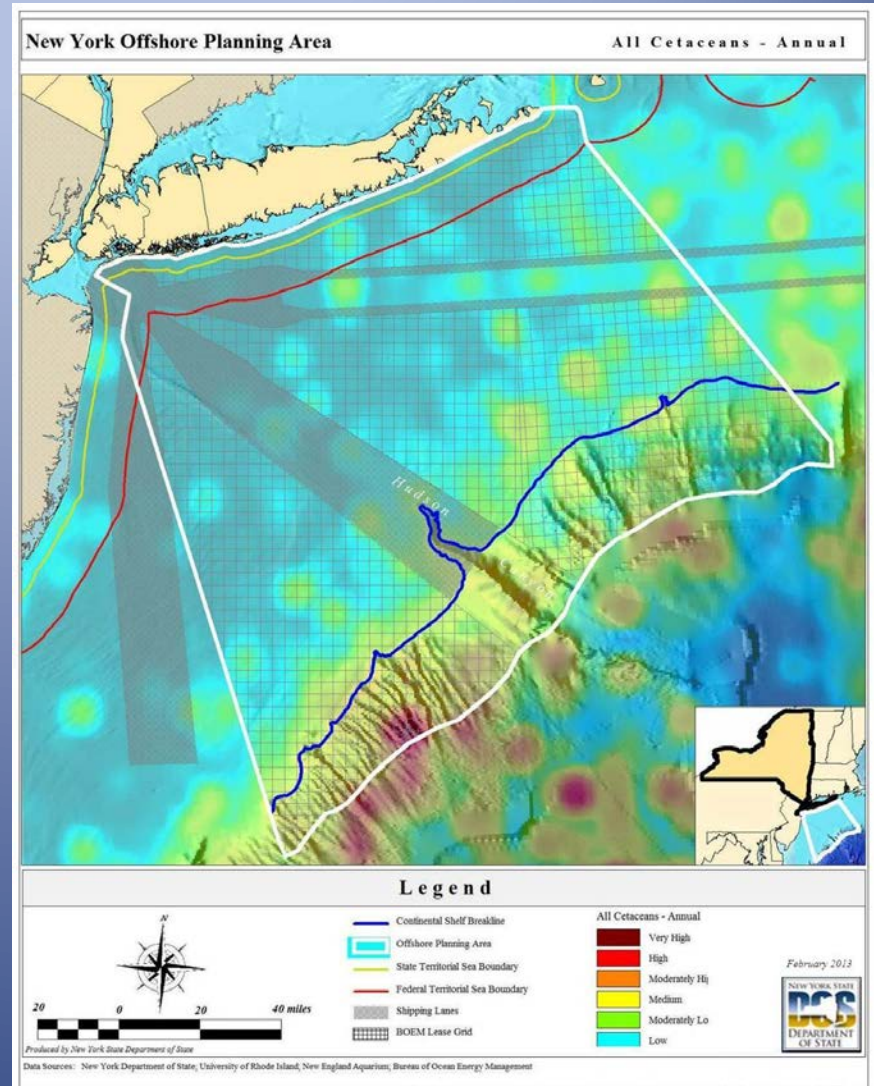 New York Offshore Planning Area
All Cetaceans - Annual
Hudson
Legend
N
20 0 20 40 miles
Produced by New York State Department of State
Continental Shelf Breakline
Offshore Planning Area
State Territorial Sea Boundary
Federal Territorial Sea Boundary
Shipping Lanes
BOEM Lease Grid
All Cetaceans - Annual
Very High
High
Moderately Hi
Medium
Moderately Lo
Low
February 2013
NEW YORK STATE
DOS
DEPARTMENT
OF STATE
Data Sources: New York Department of State; University of Rhode Island; New England Aquarium; Bureau of Ocean Energy Management